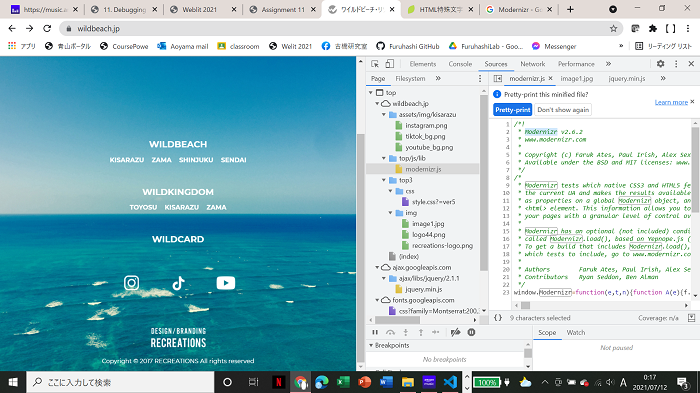 https://music.a
11. Debugging
Weblit 2021
Assignment 11
ワイルドビーチ・リ
HTML特殊文字
Modernizr - Go
wildbeach.jp
アプリ
青山ポータル
CoursePowe
Aoyama mail
classroom
Welit 2021
古橋研究室
Furuhashi GitHub
FuruhashiLab - Goo...
Messenger
»
リーディング リスト
WILDBEACH
KISARAZU ZAMA SHINJUKU SENDAI
WILDKINGDOM
TOYOSU KISARAZU ZAMA
WILDCARD
DESIGN/BRANDING
RECREATIONS
Copyright © 2017 RECREATIONS All rights reserved
Elements
Console
Sources
Network
Performance
»
Page
Filesystem
»
top
wildbeach.jp
assets/img/kisarazu
instagram.png
tiktok_bg.png
youtube_bg.png
top/js/lib
modernizr.js
top3
css
style.css?=ver5
img
image1.jpg
logo44.png
recreations-logo.png
(index)
ajax.googleapis.com
ajax/libs/jquery/2.1.1
jquery.min.js
fonts.googleapis.com
css?family=Montserrat:200,
modernizr.js
image1.jpg
jquery.min.js
»
Pretty-print this minified file?
Learn more
Pretty-print
Don't show again
1 /*!
2 * Modernizr v2.6.2
3 * www.modernizr.com
4 *
5 * Copyright (c) Faruk Ates, Paul Irish, Alex Sex
6 * Available under the BSD and MIT licenses: www.
7 */
8 /*
9 * Modernizr tests which native CSS3 and HTML5 fe
10 * the current UA and makes the results available
11 * as properties on a global Modernizr object, an
12 * <html> element. This information allows you to
13 * your pages with a granular level of control ov
14 *
15 * Modernizr has an optional (not included) condi
16 * called Modernizr.load(), based on Yepnope.js (
17 * To get a build that includes Modernizr.load(),
18 * which tests to include, go to www.modernizr.co
19 *
20 * Authors Faruk Ates, Paul Irish, Alex Se
21 * Contributors Ryan Seddon, Ben Alman
22 */
23 window.Modernizr=function(e,t,n){function A(e){f.
{} 9 characters selected
Coverage: n/a
Breakpoints
No breakpoints
Scope
Watch
Not paused
ここに入力して検索
100%
A
0:17
2021/07/12
3